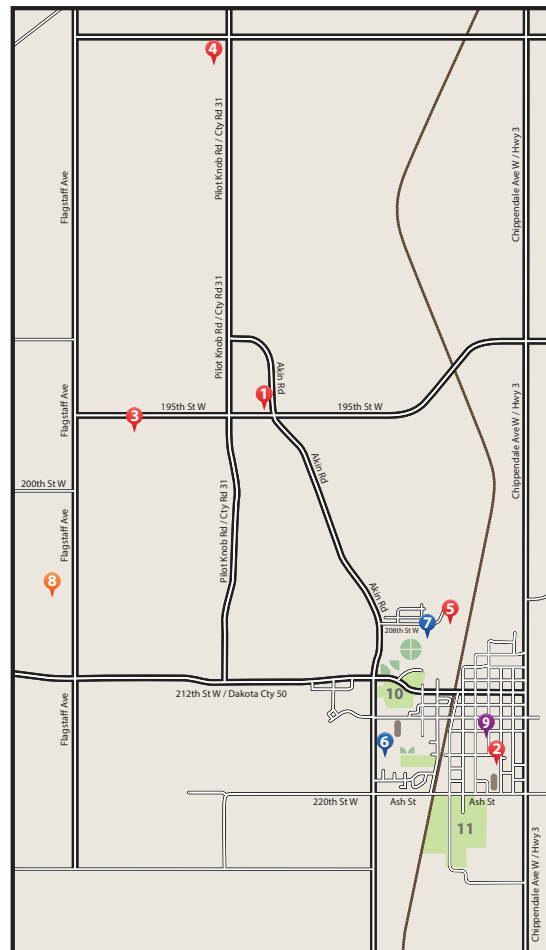 4
Pilot Knob Rd / Cty Rd 31
Flagstaff Ave
Chippendale Ave W / Hwy 3
Pilot Knob Rd / Cty Rd 31
Akin Rd
Flagstaff Ave
1
195th St W
195th St W
3
Chippendale Ave W / Hwy 3
Akin Rd
200th St W
Flagstaff Ave
Pilot Knob Rd / Cty Rd 31
8
Akin Rd
5
7
208th St W
212th St W / Dakota Cty 50
10
Flagstaff Ave
9
6
2
220th St W
Ash St
Ash St
11
Chippendale Ave W / Hwy 3